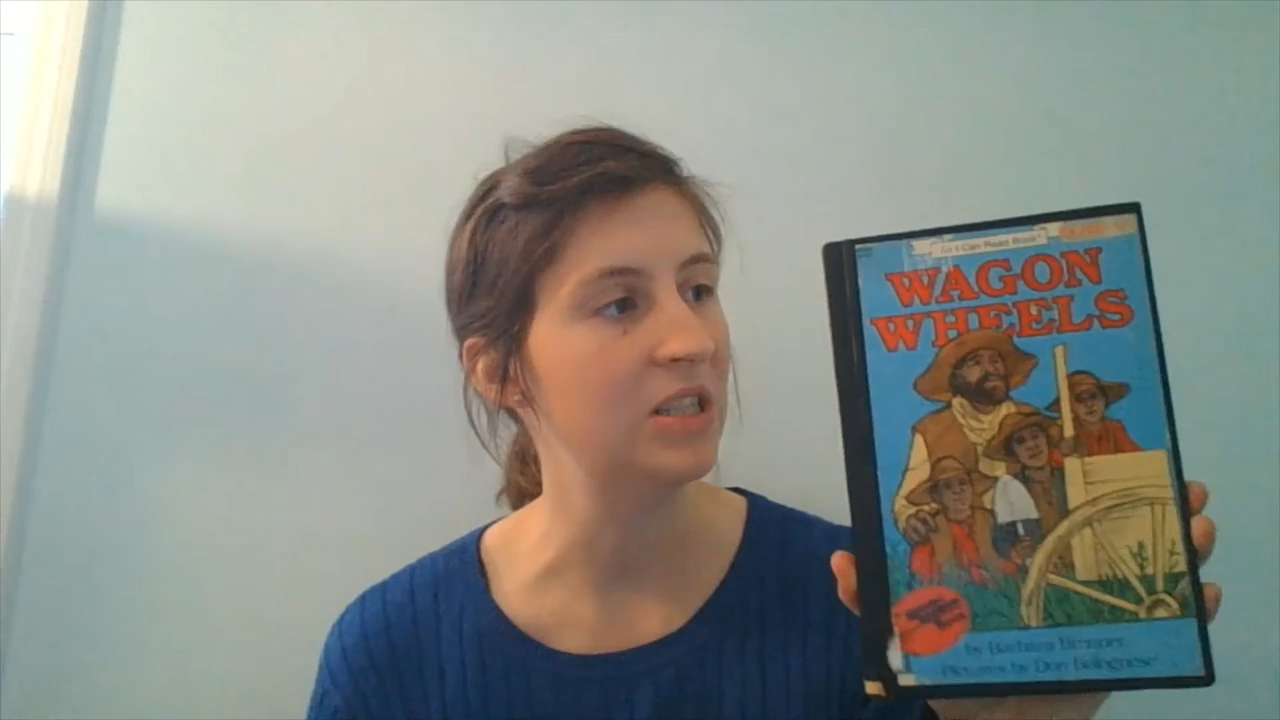 An I Can Read Book®
WAGON
WHEELS
by Barbara Brenner
Pictures by Don Bolognese